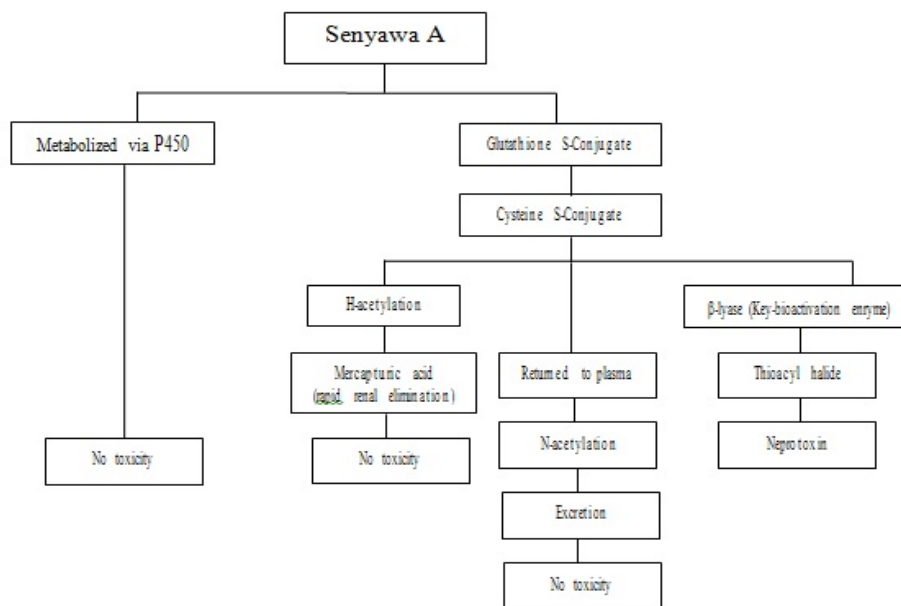 Senyawa A
Metabolized via P450
Glutathione S-Conjugate
Cysteine S-Conjugate
H-acetylation
β-lyase (Key-bioactivation enryme)
Mercapturic acid
(rapid, renal elimination)
Returned to plasma
Thioacyl halide
No toxicity
No toxicity
N-acetylation
Neprotoxin
Excretion
No toxicity